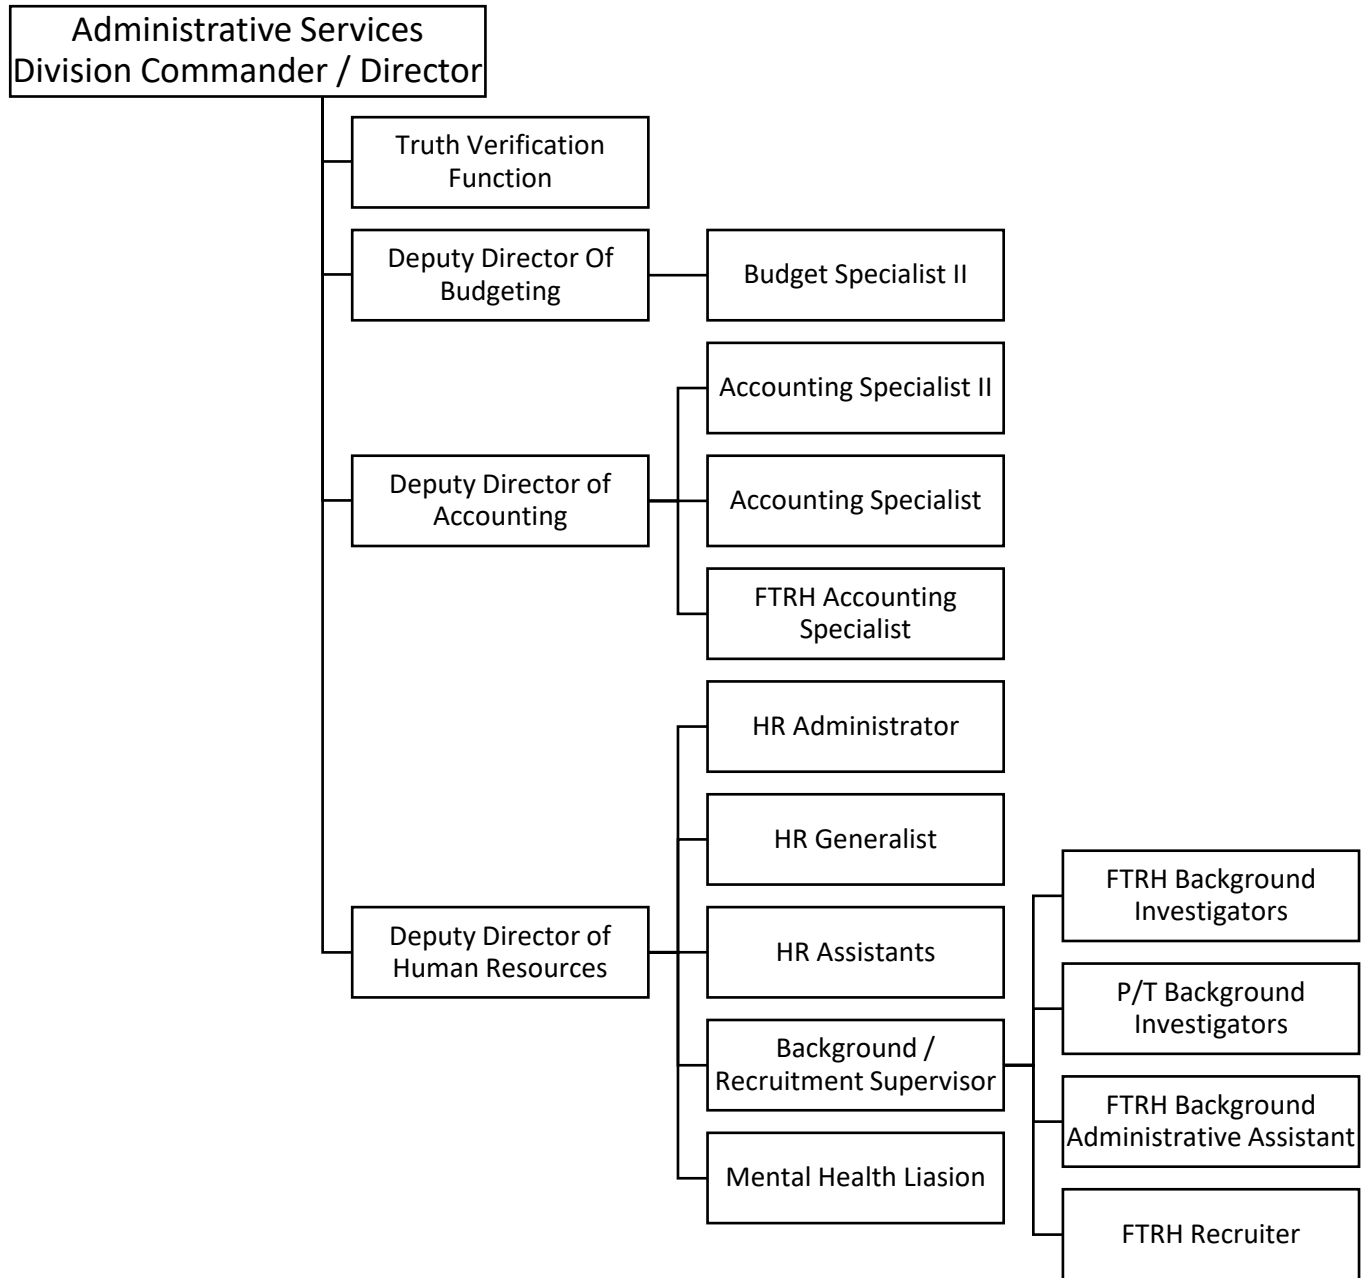 Administrative Services
Division Commander / Director
Truth Verification
Function
Deputy Director Of
Budgeting
Budget Specialist II
Deputy Director of
Accounting
Accounting Specialist II
Accounting Specialist
FTRH Accounting
Specialist
Deputy Director of
Human Resources
HR Administrator
HR Generalist
HR Assistants
Background /
Recruitment Supervisor
Mental Health Liasion
FTRH Background
Investigators
P/T Background
Investigators
FTRH Background
Administrative Assistant
FTRH Recruiter